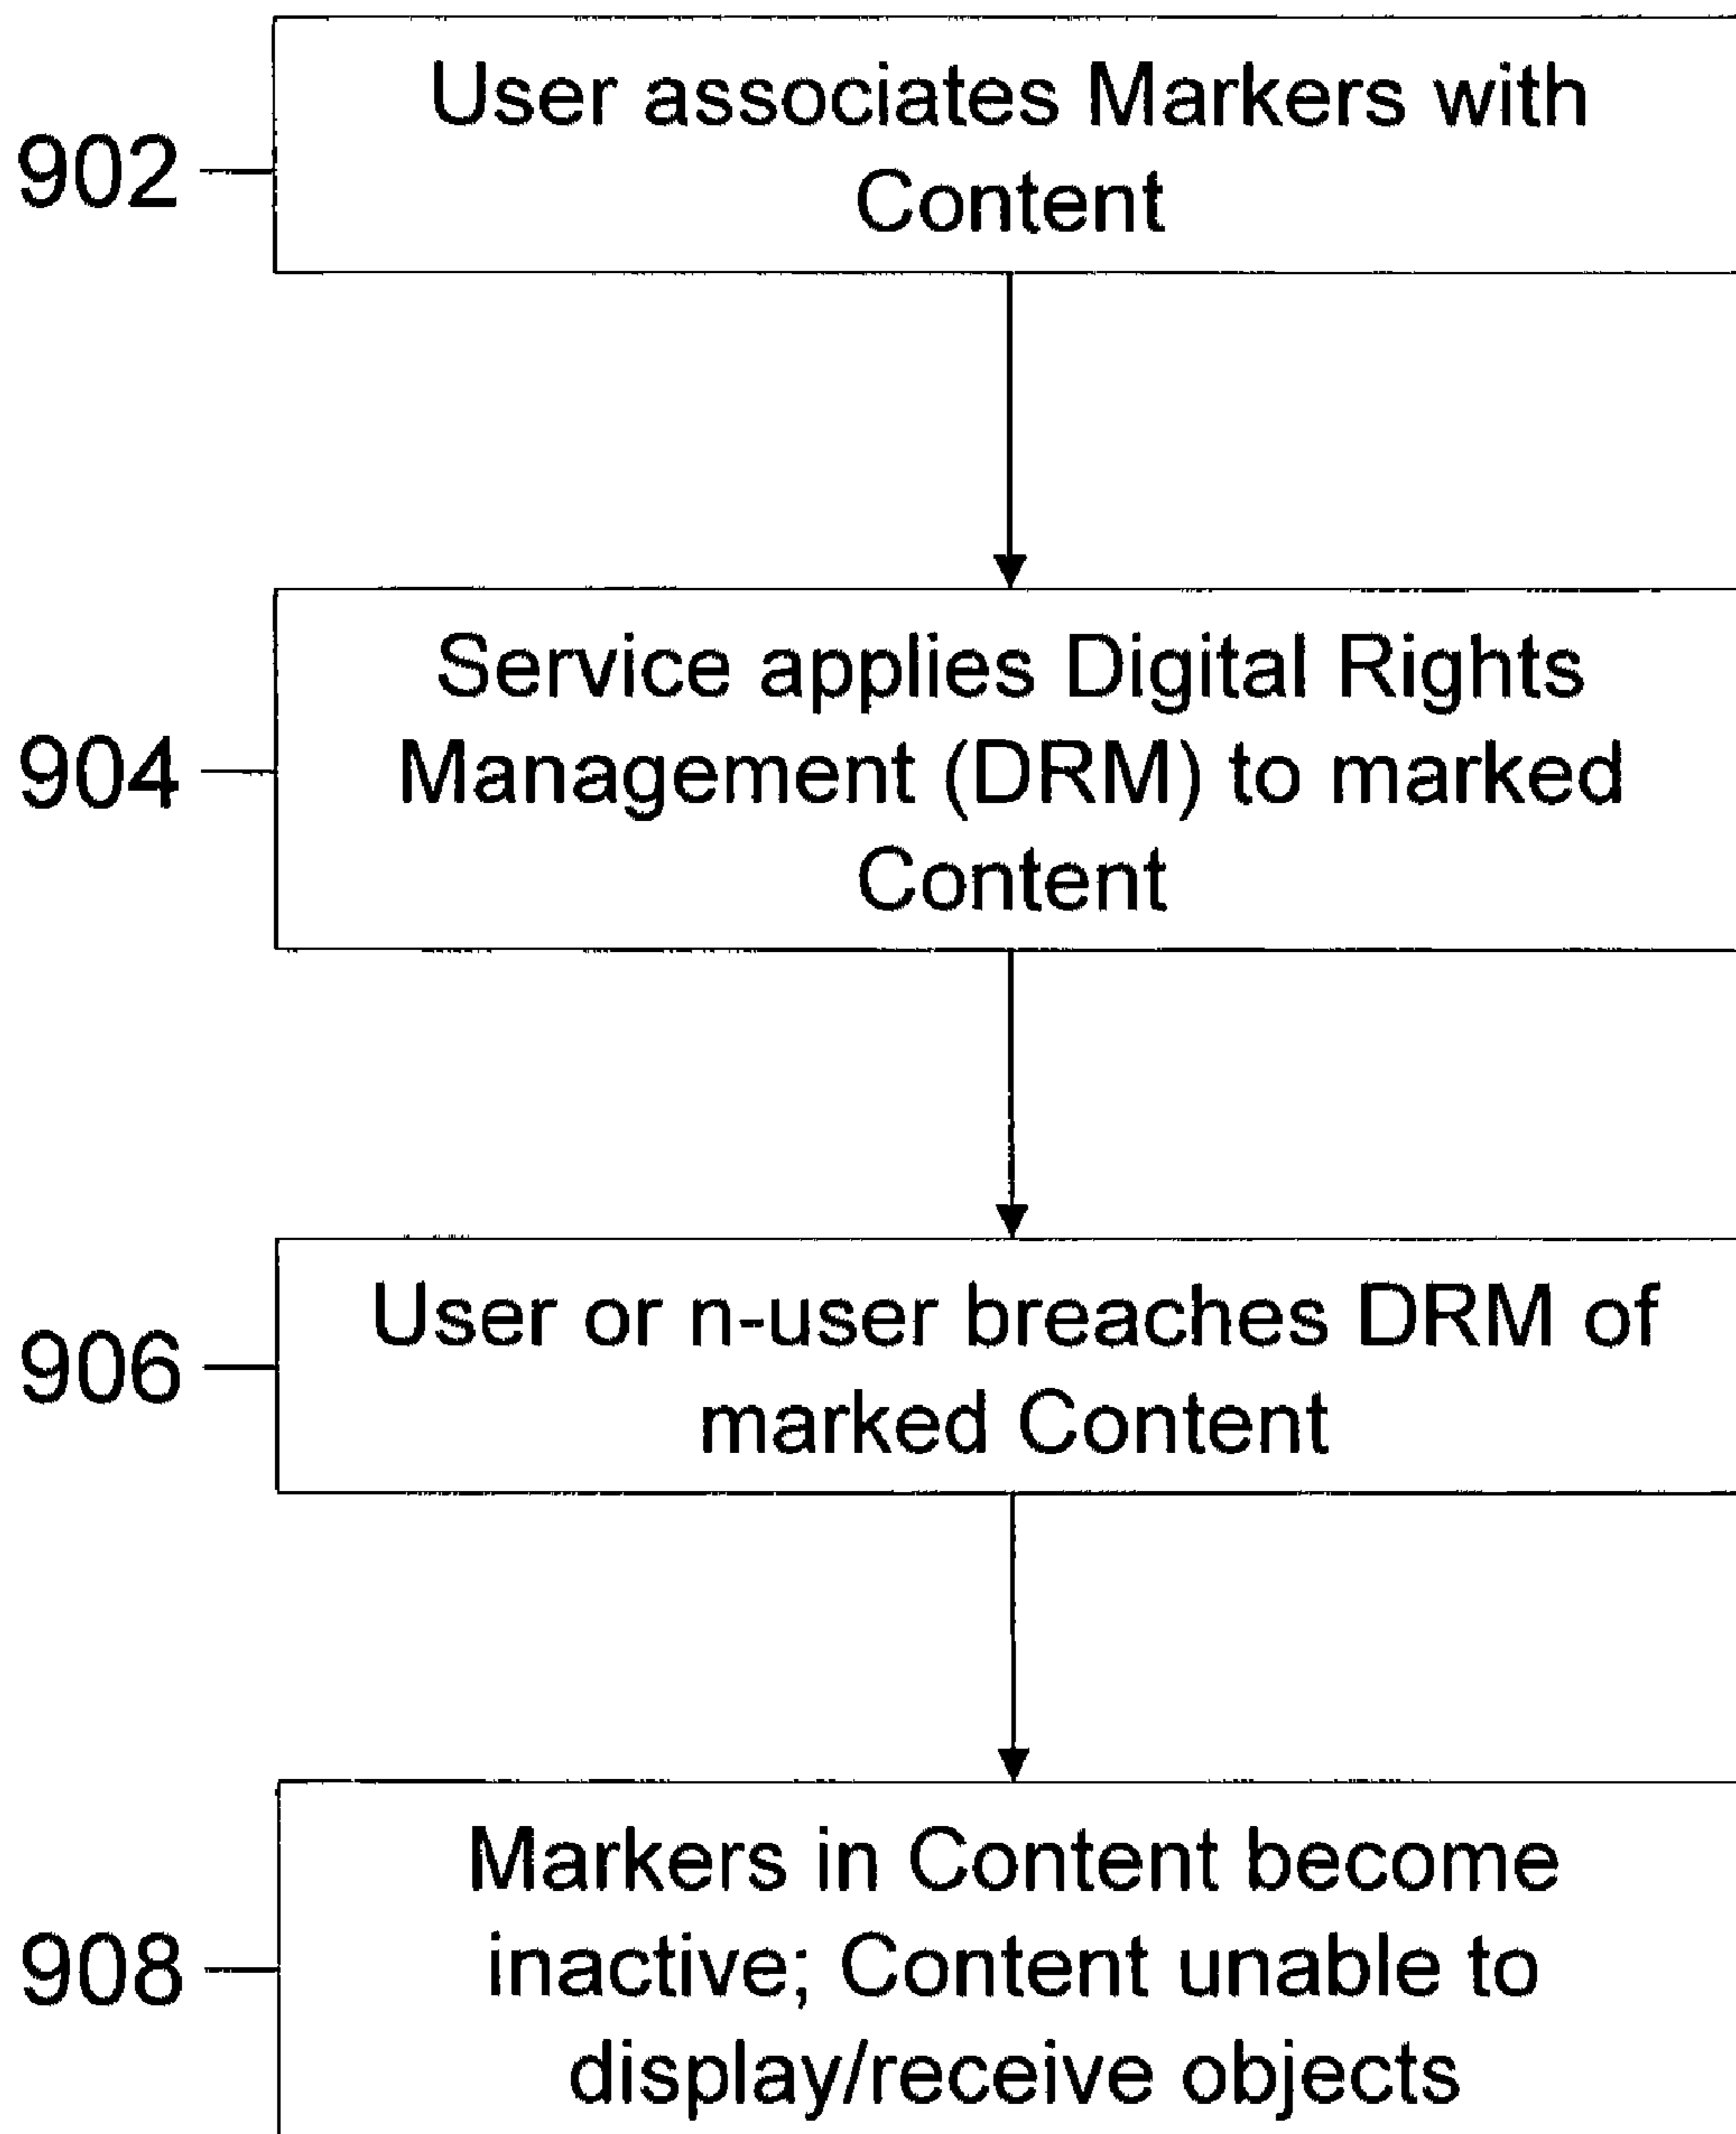 User associates Markers with
Content
902
Service applies Digital Rights
Management (DRM) to marked
Content
904
User or n-user breaches DRM of
marked Content
906
Markers in Content become
inactive; Content unable to
display/receive objects
908